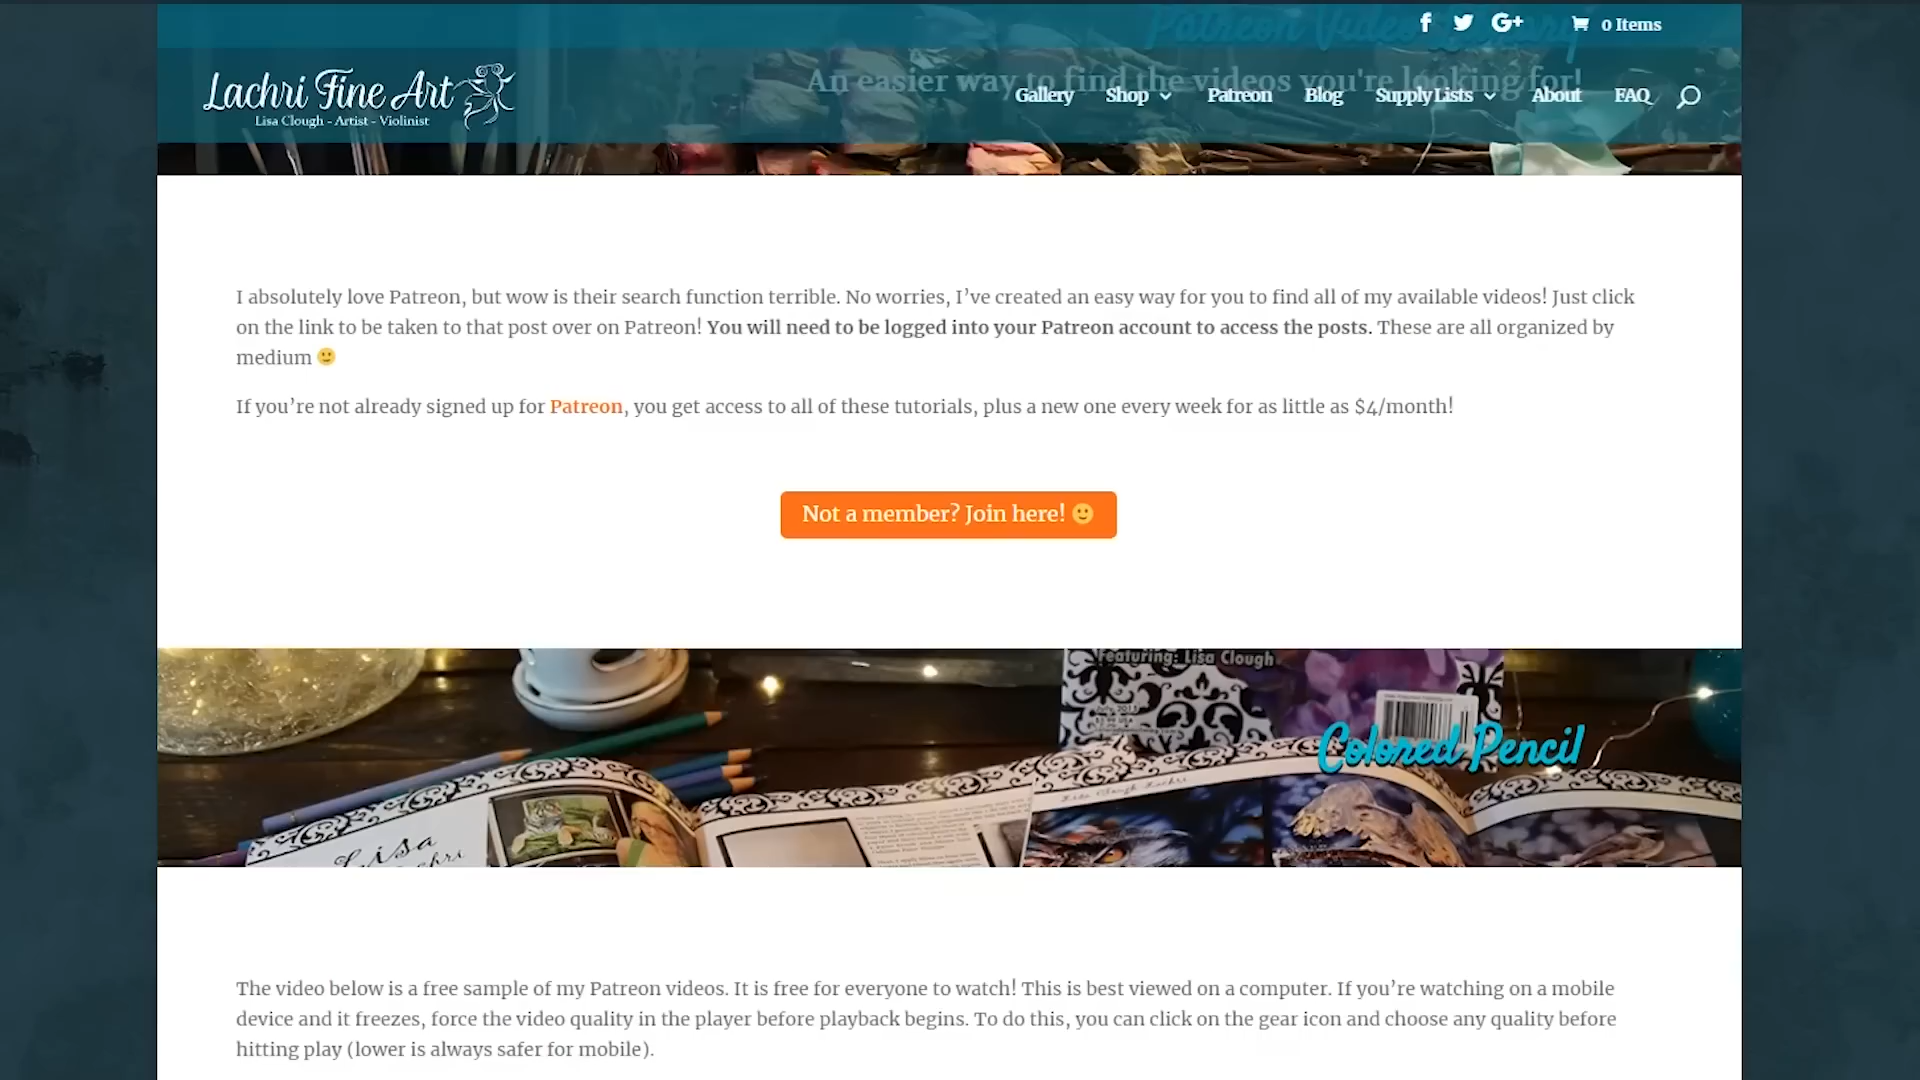 Patreon Video Library
0 Items
An easier way to find the videos you're looking for!
Lachri Fine Art
Lisa Clough - Artist - Violinist
Gallery Shop Patreon Blog Supply Lists About FAQ
I absolutely love Patreon, but wow is their search function terrible. No worries, I’ve created an easy way for you to find all of my available videos! Just click
on the link to be taken to that post over on Patreon! You will need to be logged into your Patreon account to access the posts. These are all organized by
medium 🙂
If you’re not already signed up for Patreon, you get access to all of these tutorials, plus a new one every week for as little as $4/month!
Not a member? Join here! 🙂
Featuring: Lisa Clough
Colored Pencil
Lisa
The video below is a free sample of my Patreon videos. It is free for everyone to watch! This is best viewed on a computer. If you’re watching on a mobile
device and it freezes, force the video quality in the player before playback begins. To do this, you can click on the gear icon and choose any quality before
hitting play (lower is always safer for mobile).